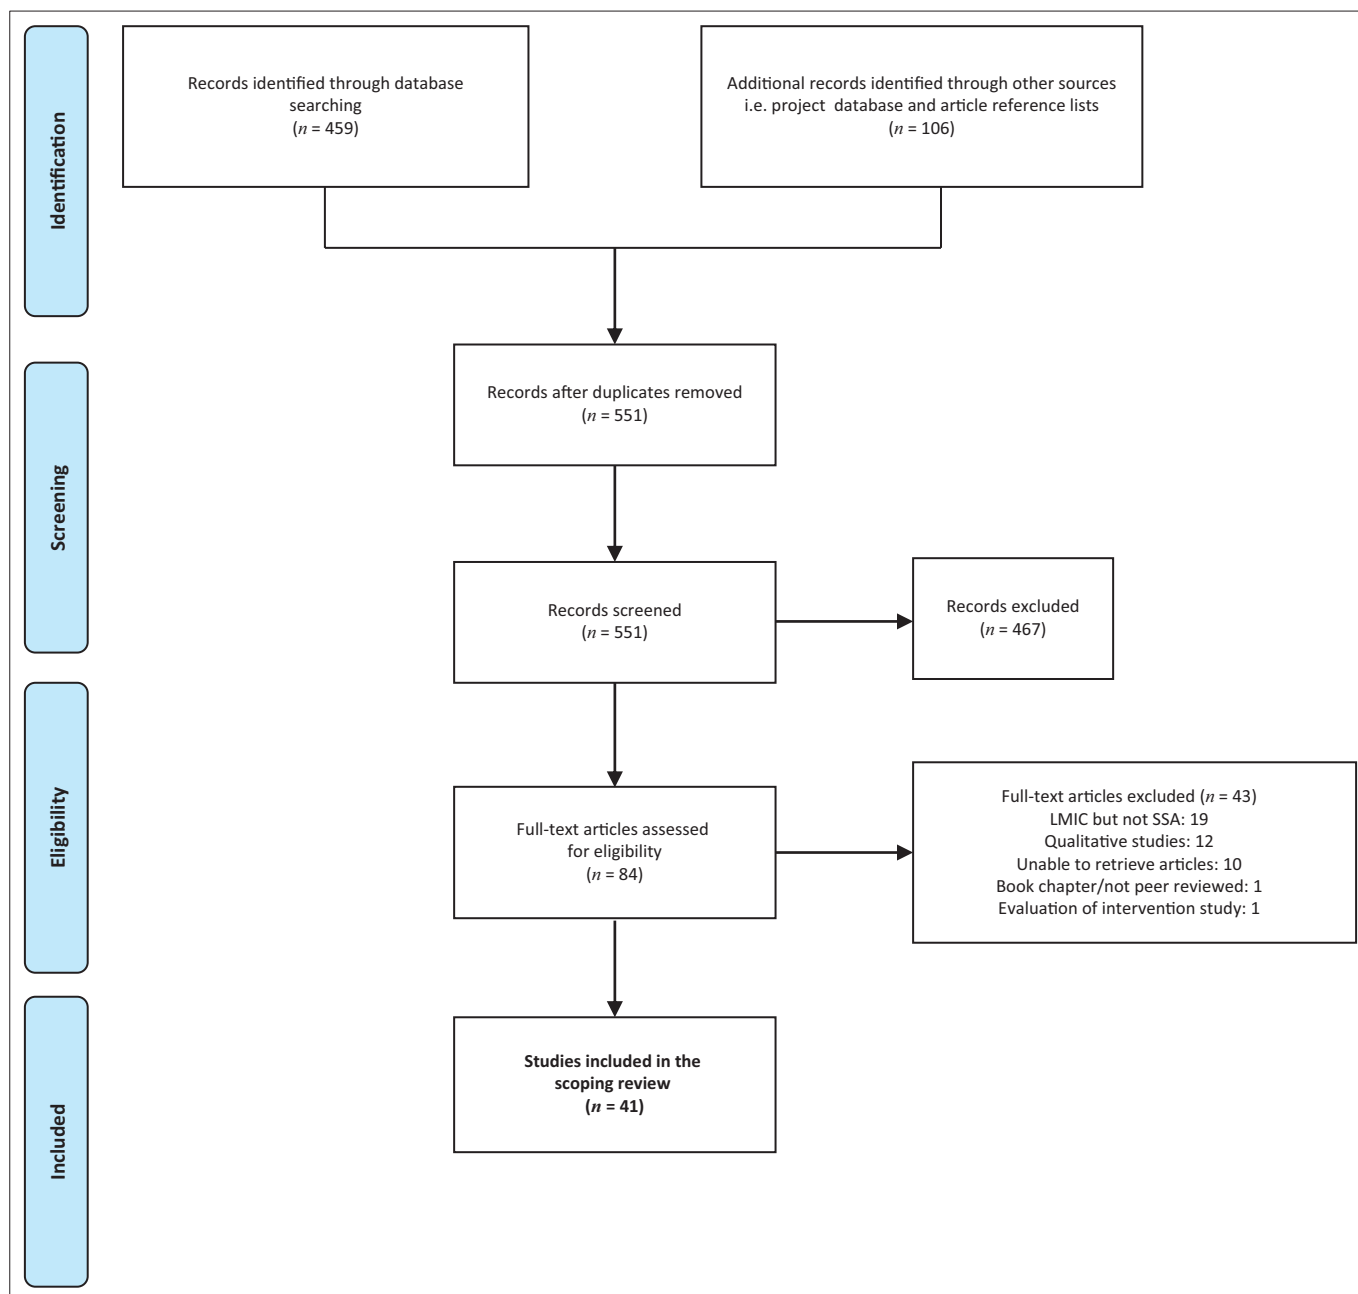 Identification
Records identified through database
searching
(n = 459)
Additional records identified through other sources
i.e. project database and article reference lists
(n = 106)
Screening
Records after duplicates removed
(n = 551)
Records screened
(n = 551)
Records excluded
(n = 467)
Eligibility
Full-text articles assessed
for eligibility
(n = 84)
Full-text articles excluded (n = 43)
LMIC but not SSA: 19
Qualitative studies: 12
Unable to retrieve articles: 10
Book chapter/not peer reviewed: 1
Evaluation of intervention study: 1
Included
Studies included in the
scoping review
(n = 41)